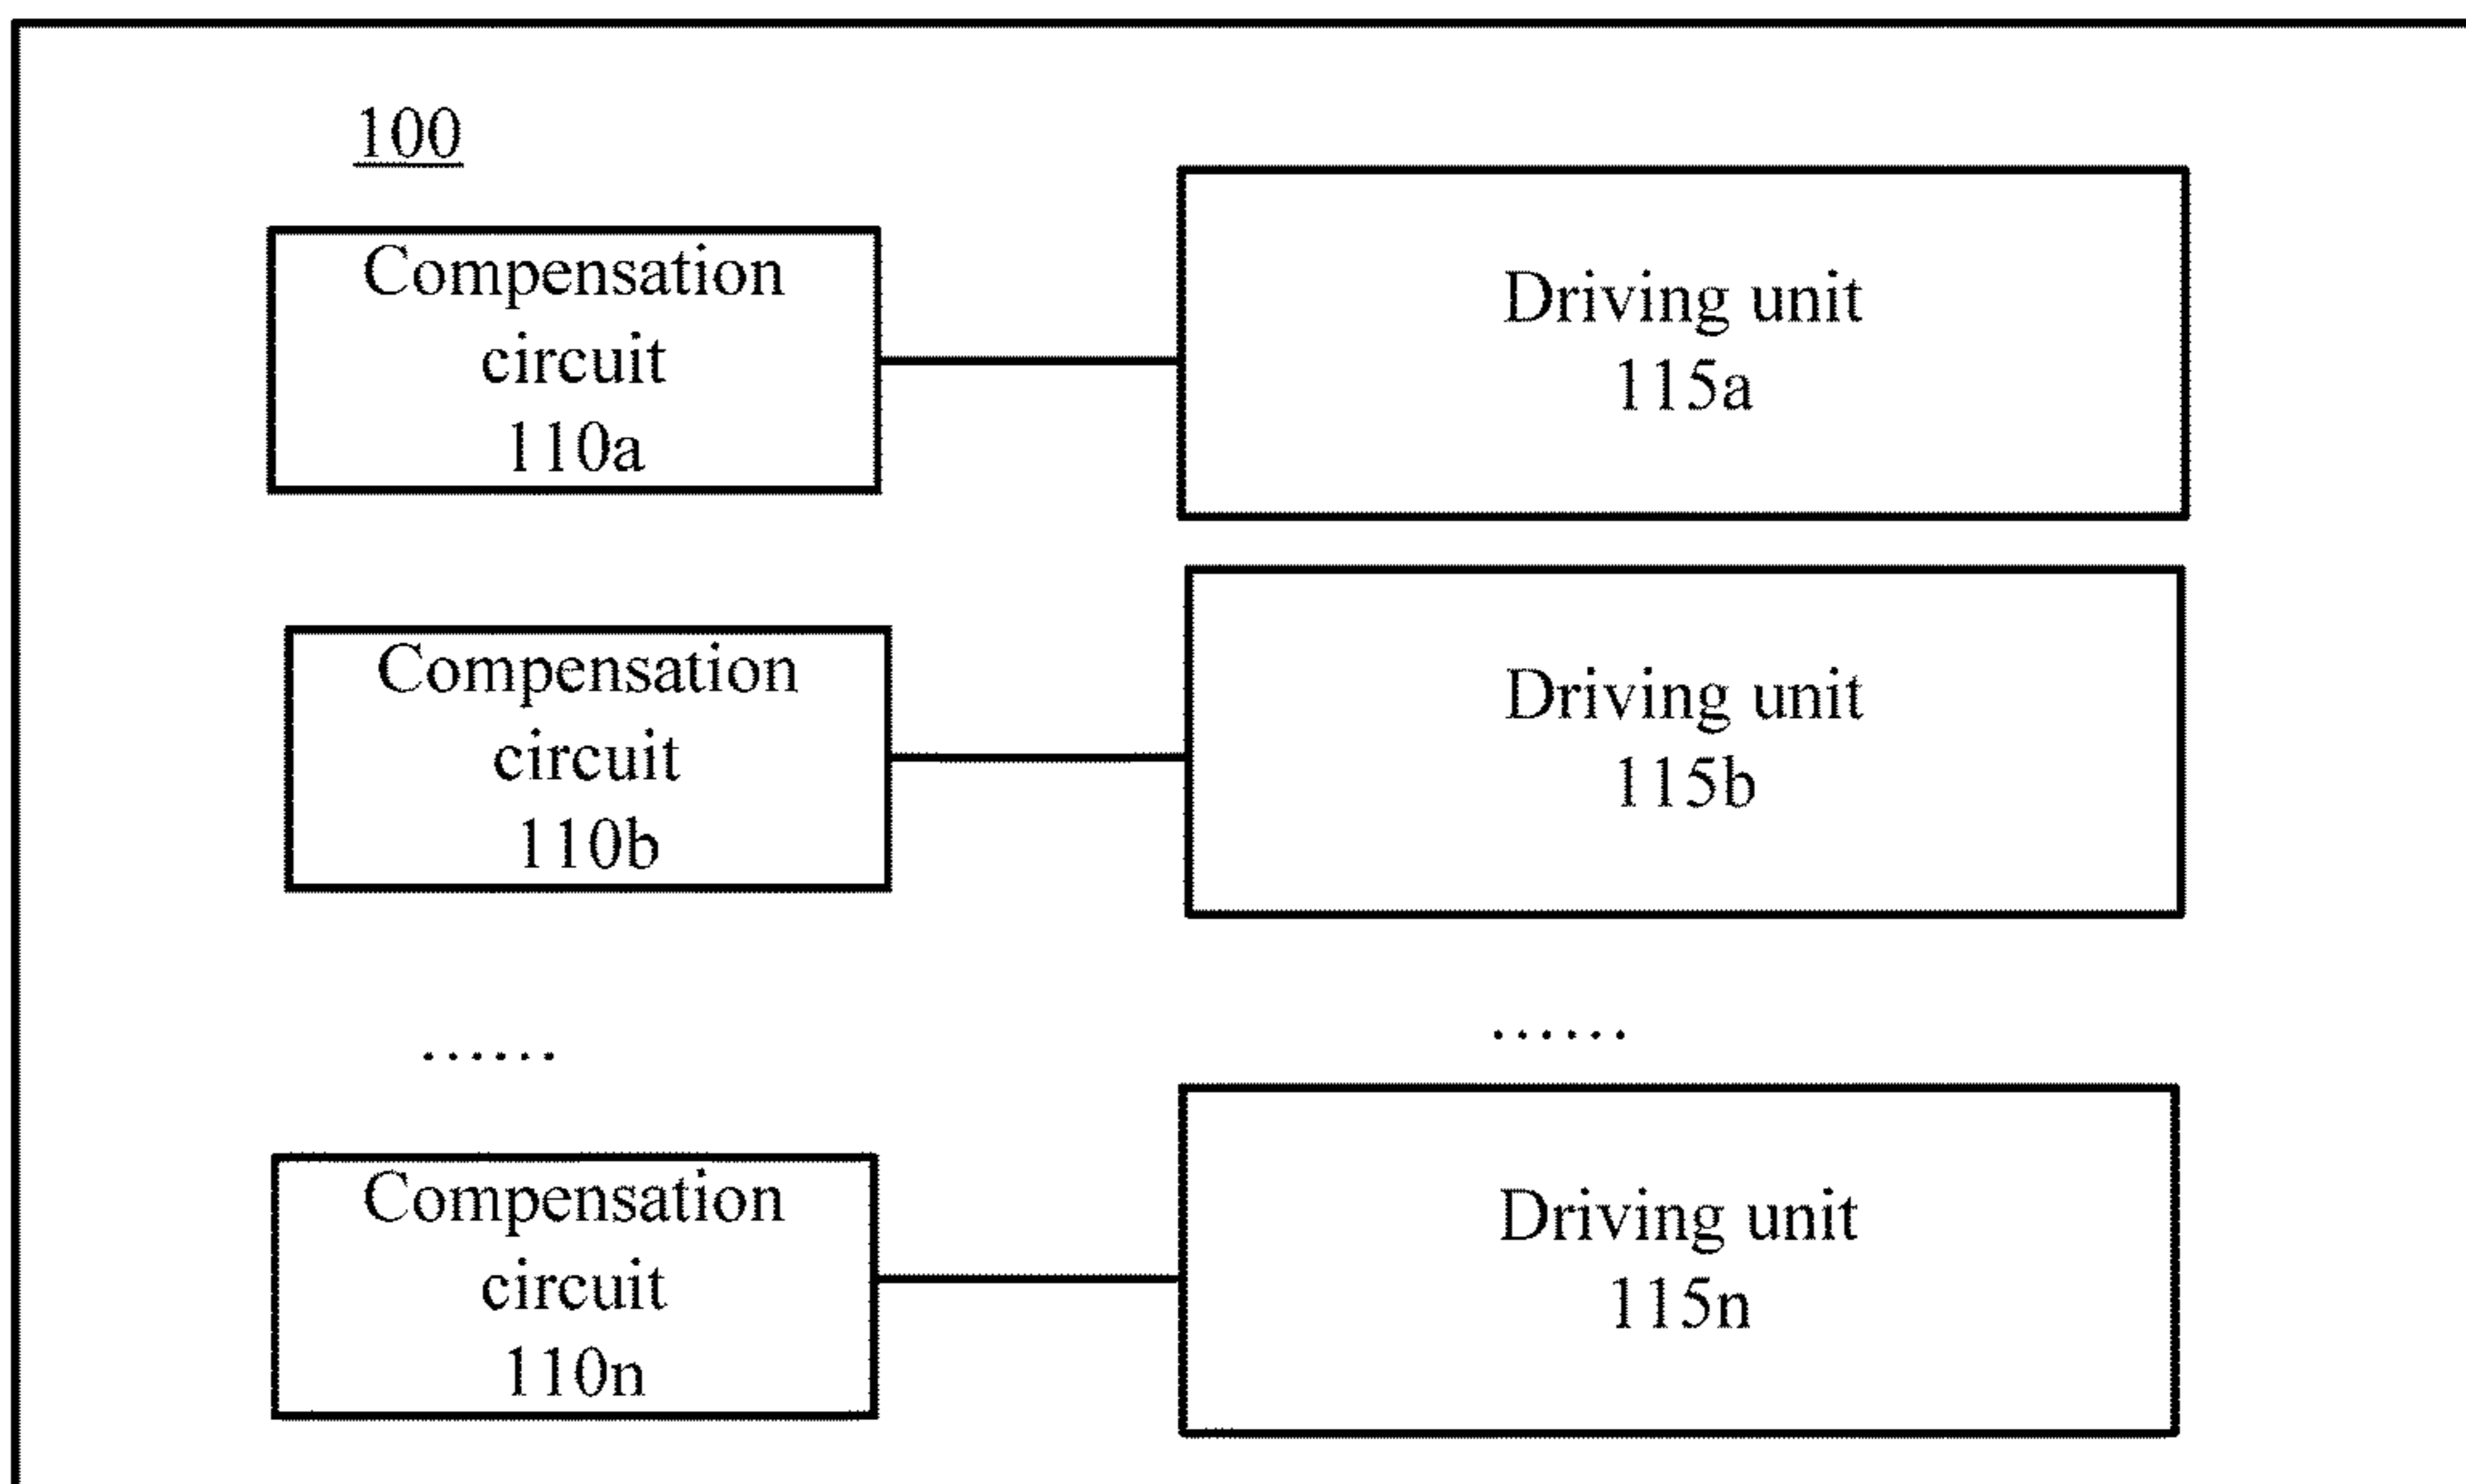 100
Compensation
circuit
110a
Driving unit
115a
Compensation
circuit
110b
Driving unit
115b
......
......
Compensation
circuit
110n
Driving unit
115n